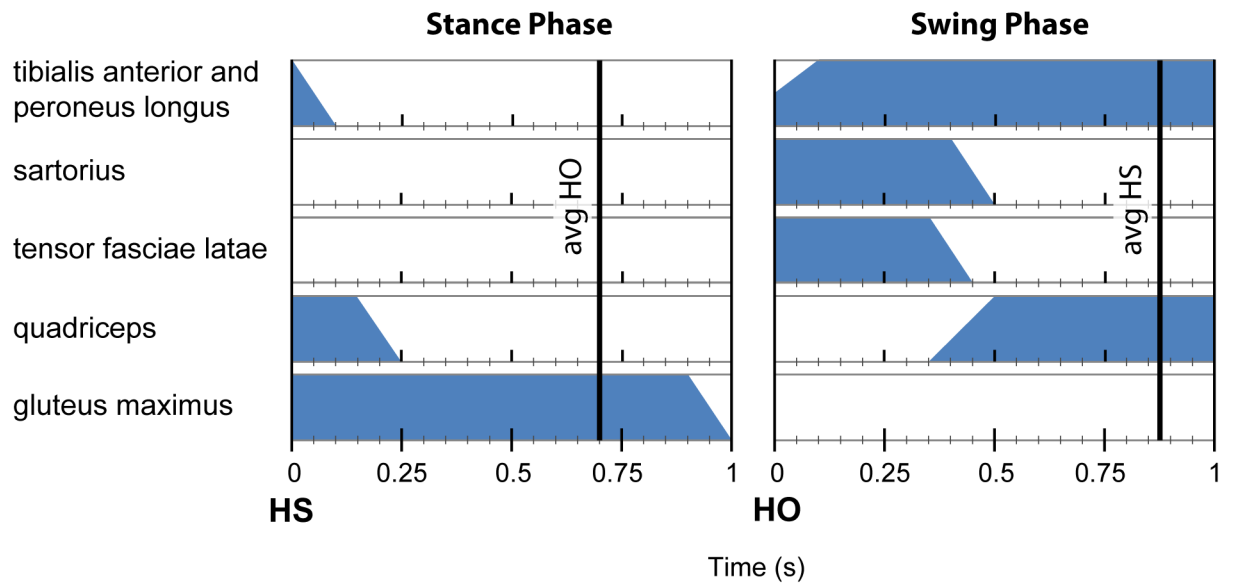 Stance Phase
Swing Phase
tibialis anterior and
peroneus longus
sartorius
tensor fasciae latae
quadriceps
gluteus maximus
avg HO
avg HS
0 0.25 0.5 0.75 1
0 0.25 0.5 0.75 1
HS
HO
Time (s)